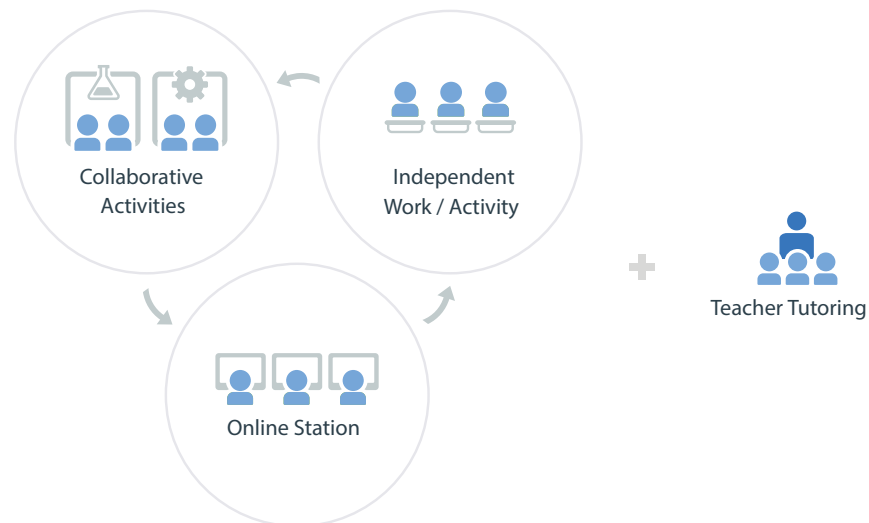 Collaborative
Activities
Independent
Work / Activity
Teacher Tutoring
Online Station